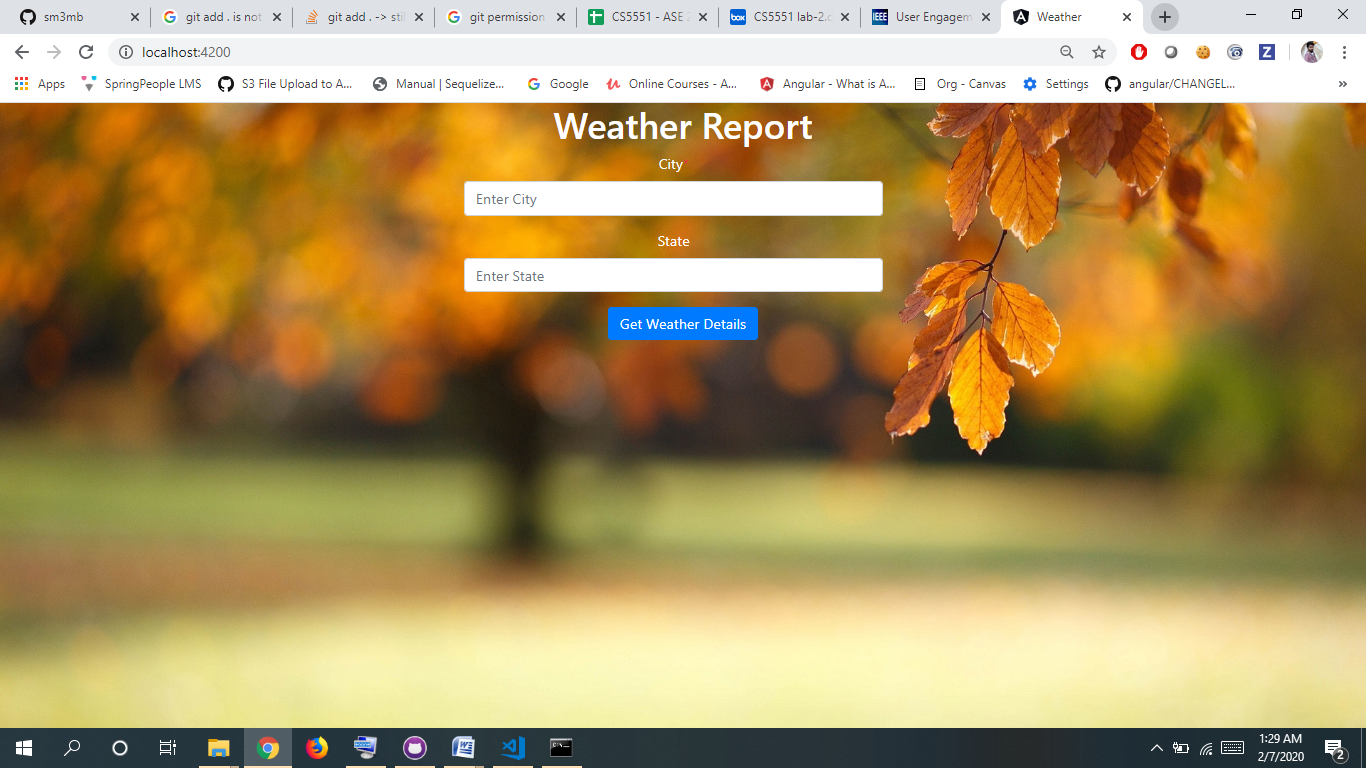 sm3mb
git add . is not
git add . -> stil
git permission
CS5551 - ASE 2
CS5551 lab-2.c
IEEE
User Engagem
Weather
localhost:4200
Apps
SpringPeople LMS
S3 File Upload to A...
Manual | Sequelize...
Google
Online Courses - A...
Angular - What is A...
Org - Canvas
Settings
angular/CHANGEL...
Weather Report
City
Enter City
State
Enter State
Get Weather Details
1:29 AM
2/7/2020
2